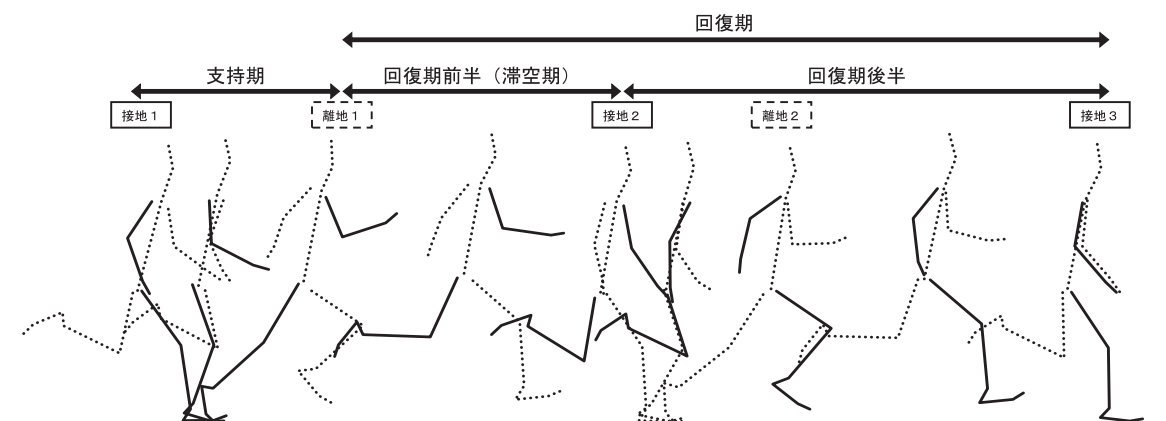 回復期
支持期 回復期前半（滞空期） 回復期後半
接地1 離地1 接地2 離地2 接地3